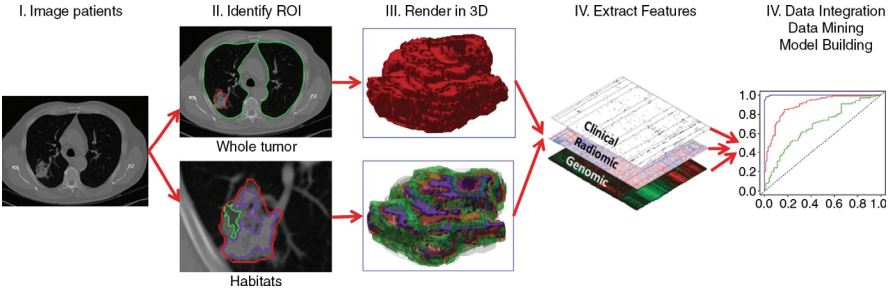 I. Image patients
II. Identify ROI
III. Render in 3D
IV. Extract Features
IV. Data Integration
Data Mining
Model Building
Whole tumor
Habitats
Clinical
Radiomic
Genomic
1.0
0.8
0.6
0.4
0.2
0.0
0.0 0.2 0.4 0.6 0.8 1.0